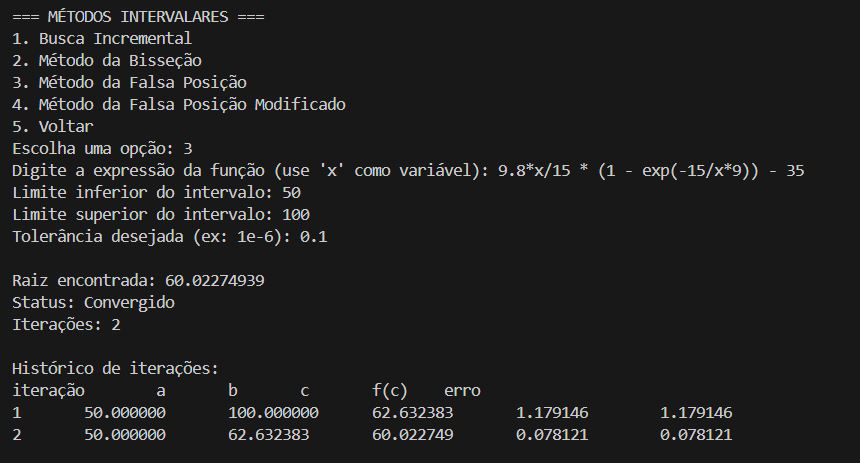 === MÉTODOS INTERVALARES ===
1. Busca Incremental
2. Método da Bisseção
3. Método da Falsa Posição
4. Método da Falsa Posição Modificado
5. Voltar
Escolha uma opção: 3
Digite a expressão da função (use 'x' como variável): 9.8*x/15 * (1 - exp(-15/x*9)) - 35
Limite inferior do intervalo: 50
Limite superior do intervalo: 100
Tolerância desejada (ex: 1e-6): 0.1
Raiz encontrada: 60.02274939
Status: Convergido
Iterações: 2
Histórico de iterações:
iteração a b c f(c) erro
1 50.000000 100.000000 62.632383 1.179146 1.179146
2 50.000000 62.632383 60.022749 0.078121 0.078121